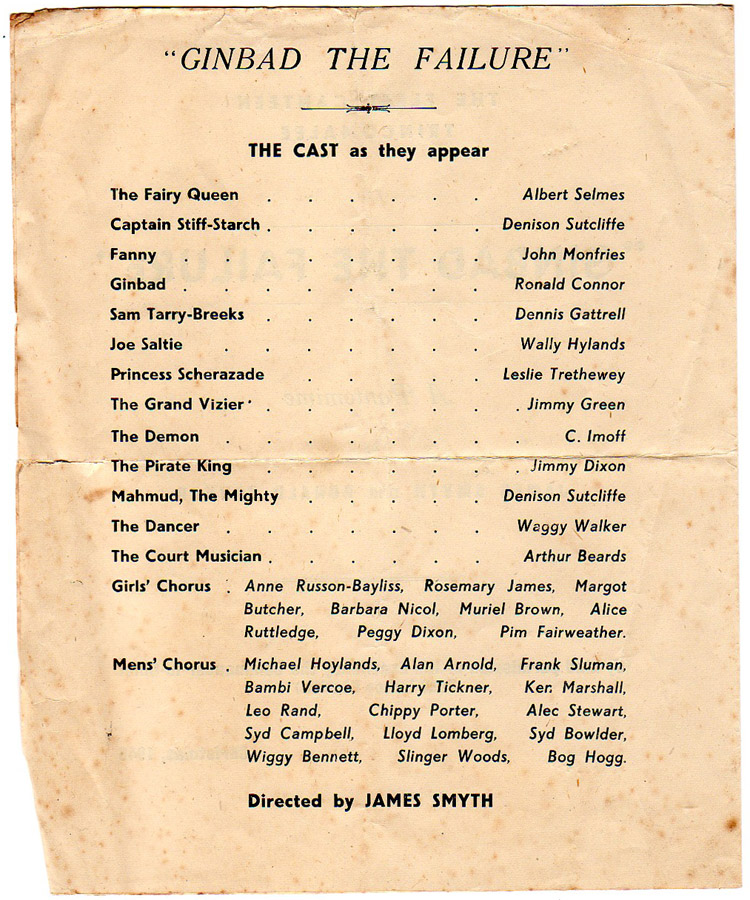 "GINBAD THE FAILURE"
THE CAST as they appear
The Fairy Queen . . . . . . Albert Selmes
Captain Stiff-Starch . . . . . . Denison Sutcliffe
Fanny . . . . . . . . John Monfries
Ginbad . . . . . . . . Ronald Connor
Sam Tarry-Breeks . . . . . . Dennis Gattrell
Joe Saltie . . . . . . . Wally Hylands
Princess Scherazade . . . . . Leslie Trethewey
The Grand Vizier . . . . . . . Jimmy Green
The Demon . . . . . . . C. Imoff
The Pirate King . . . . . . . Jimmy Dixon
Mahmud, The Mighty . . . . . Denison Sutcliffe
The Dancer . . . . . . . Waggy Walker
The Court Musician . . . . . . Arthur Beards
Girls' Chorus . Anne Russon-Bayliss, Rosemary James, Margot
Butcher, Barbara Nicol, Muriel Brown, Alice
Ruttledge, Peggy Dixon, Pim Fairweather.
Mens' Chorus . Michael Hoylands, Alan Arnold, Frank Sluman,
Bambi Vercoe, Harry Tickner, Ken Marshall,
Leo Rand, Chippy Porter, Alec Stewart,
Syd Campbell, Lloyd Lomberg, Syd Bowlder,
Wiggy Bennett, Slinger Woods, Bog Hogg.
Directed by JAMES SMYTH